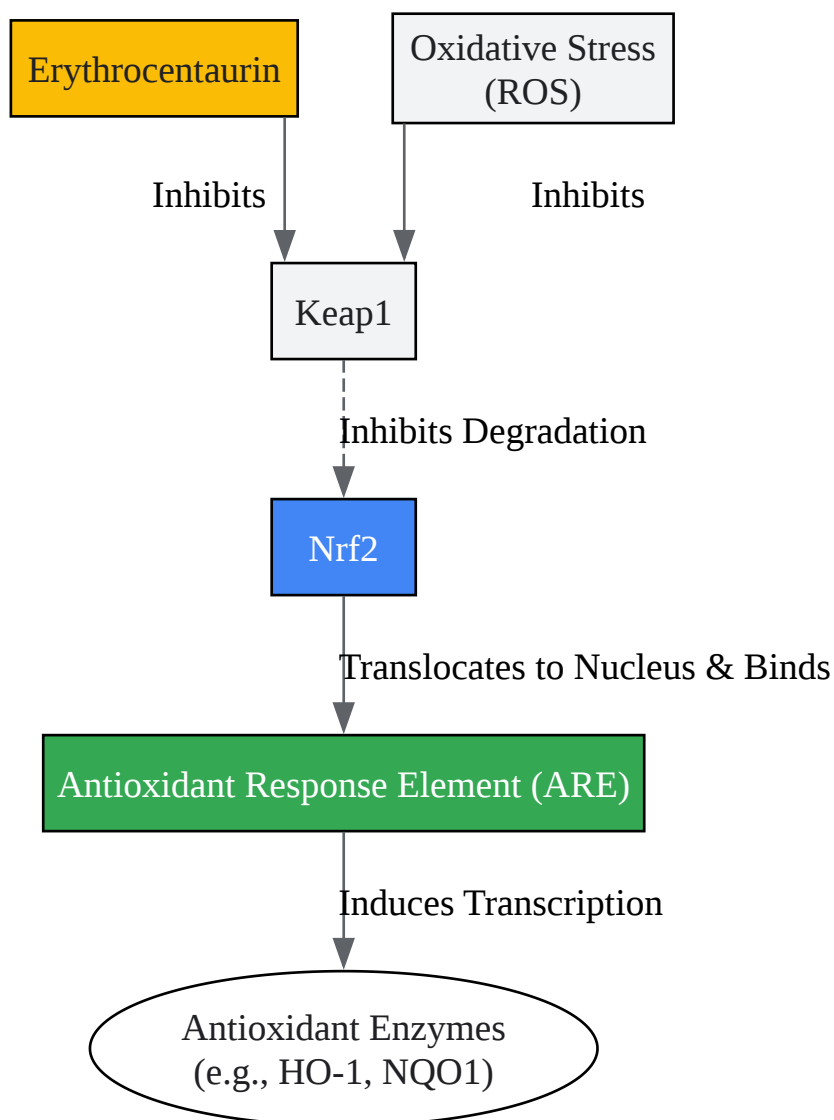 Erythrocentaurin
Oxidative Stress
(ROS)
Inhibits
Inhibits
Keap1
Inhibits Degradation
Nrf2
Translocates to Nucleus & Binds
Antioxidant Response Element (ARE)
Induces Transcription
Antioxidant Enzymes
(e.g., HO-1, NQO1)